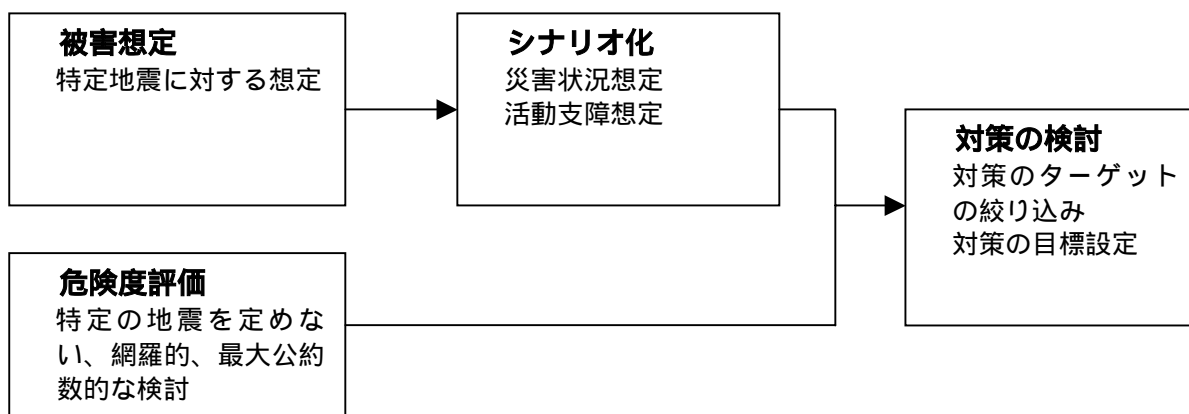 被害想定
特定地震に対する想定
シナリオ化
災害状況想定
活動支障想定
対策の検討
対策のターゲット
の絞り込み
対策の目標設定
危険度評価
特定の地震を定めな
い、網羅的、最大公約
数的な検討